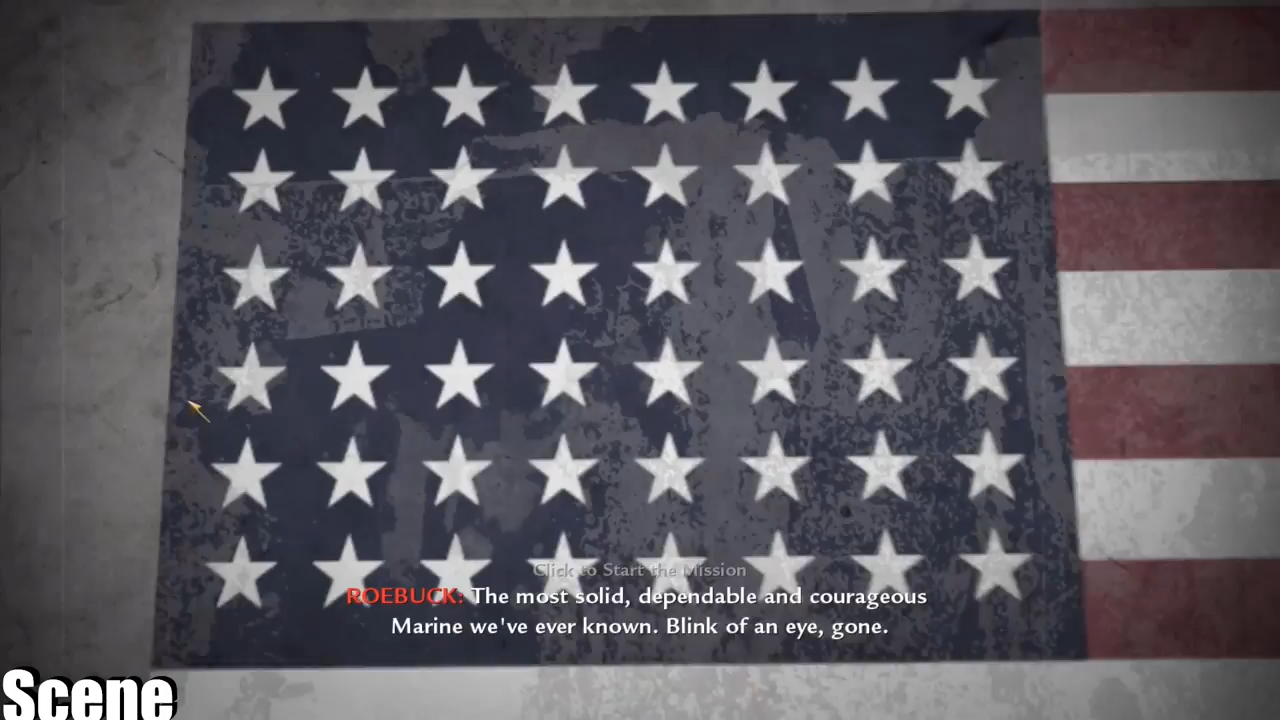 Click to Start the Mission
ROEBUCK: The most solid, dependable and courageous
Marine we've ever known. Blink of an eye, gone.
Scene